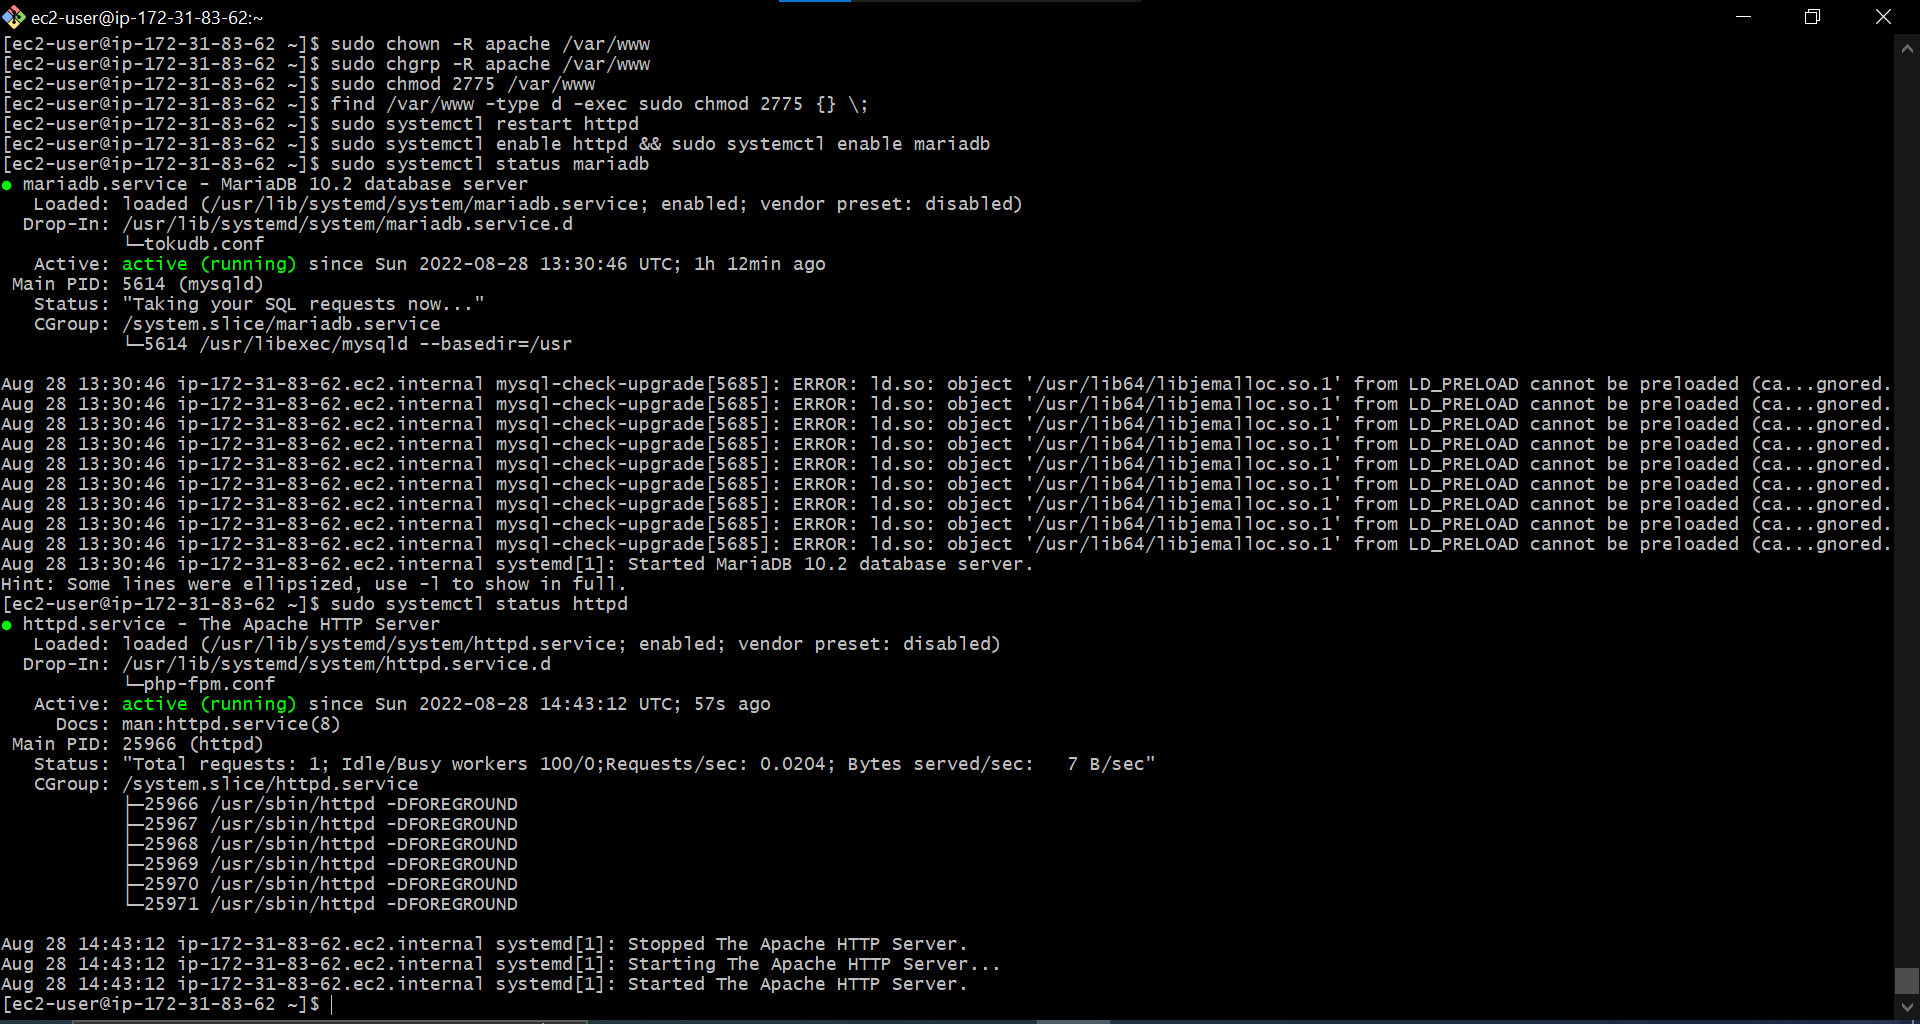 ec2-user@ip-172-31-83-62:~
[ec2-user@ip-172-31-83-62 ~]$ sudo chown -R apache /var/www
[ec2-user@ip-172-31-83-62 ~]$ sudo chgrp -R apache /var/www
[ec2-user@ip-172-31-83-62 ~]$ sudo chmod 2775 /var/www
[ec2-user@ip-172-31-83-62 ~]$ find /var/www -type d -exec sudo chmod 2775 {} \;
[ec2-user@ip-172-31-83-62 ~]$ sudo systemctl restart httpd
[ec2-user@ip-172-31-83-62 ~]$ sudo systemctl enable httpd && sudo systemctl enable mariadb
[ec2-user@ip-172-31-83-62 ~]$ sudo systemctl status mariadb
● mariadb.service - MariaDB 10.2 database server
   Loaded: loaded (/usr/lib/systemd/system/mariadb.service; enabled; vendor preset: disabled)
  Drop-In: /usr/lib/systemd/system/mariadb.service.d
           └─tokudb.conf
   Active: active (running) since Sun 2022-08-28 13:30:46 UTC; 1h 12min ago
 Main PID: 5614 (mysqld)
   Status: "Taking your SQL requests now..."
   CGroup: /system.slice/mariadb.service
           └─5614 /usr/libexec/mysqld --basedir=/usr
Aug 28 13:30:46 ip-172-31-83-62.ec2.internal mysql-check-upgrade[5685]: ERROR: ld.so: object '/usr/lib64/libjemalloc.so.1' from LD_PRELOAD cannot be preloaded (ca...gnored.
Aug 28 13:30:46 ip-172-31-83-62.ec2.internal mysql-check-upgrade[5685]: ERROR: ld.so: object '/usr/lib64/libjemalloc.so.1' from LD_PRELOAD cannot be preloaded (ca...gnored.
Aug 28 13:30:46 ip-172-31-83-62.ec2.internal mysql-check-upgrade[5685]: ERROR: ld.so: object '/usr/lib64/libjemalloc.so.1' from LD_PRELOAD cannot be preloaded (ca...gnored.
Aug 28 13:30:46 ip-172-31-83-62.ec2.internal mysql-check-upgrade[5685]: ERROR: ld.so: object '/usr/lib64/libjemalloc.so.1' from LD_PRELOAD cannot be preloaded (ca...gnored.
Aug 28 13:30:46 ip-172-31-83-62.ec2.internal mysql-check-upgrade[5685]: ERROR: ld.so: object '/usr/lib64/libjemalloc.so.1' from LD_PRELOAD cannot be preloaded (ca...gnored.
Aug 28 13:30:46 ip-172-31-83-62.ec2.internal mysql-check-upgrade[5685]: ERROR: ld.so: object '/usr/lib64/libjemalloc.so.1' from LD_PRELOAD cannot be preloaded (ca...gnored.
Aug 28 13:30:46 ip-172-31-83-62.ec2.internal mysql-check-upgrade[5685]: ERROR: ld.so: object '/usr/lib64/libjemalloc.so.1' from LD_PRELOAD cannot be preloaded (ca...gnored.
Aug 28 13:30:46 ip-172-31-83-62.ec2.internal mysql-check-upgrade[5685]: ERROR: ld.so: object '/usr/lib64/libjemalloc.so.1' from LD_PRELOAD cannot be preloaded (ca...gnored.
Aug 28 13:30:46 ip-172-31-83-62.ec2.internal mysql-check-upgrade[5685]: ERROR: ld.so: object '/usr/lib64/libjemalloc.so.1' from LD_PRELOAD cannot be preloaded (ca...gnored.
Aug 28 13:30:46 ip-172-31-83-62.ec2.internal systemd[1]: Started MariaDB 10.2 database server.
Hint: Some lines were ellipsized, use -l to show in full.
[ec2-user@ip-172-31-83-62 ~]$ sudo systemctl status httpd
● httpd.service - The Apache HTTP Server
   Loaded: loaded (/usr/lib/systemd/system/httpd.service; enabled; vendor preset: disabled)
  Drop-In: /usr/lib/systemd/system/httpd.service.d
           └─php-fpm.conf
   Active: active (running) since Sun 2022-08-28 14:43:12 UTC; 57s ago
     Docs: man:httpd.service(8)
 Main PID: 25966 (httpd)
   Status: "Total requests: 1; Idle/Busy workers 100/0;Requests/sec: 0.0204; Bytes served/sec:   7 B/sec"
   CGroup: /system.slice/httpd.service
           ├─25966 /usr/sbin/httpd -DFOREGROUND
           ├─25967 /usr/sbin/httpd -DFOREGROUND
           ├─25968 /usr/sbin/httpd -DFOREGROUND
           ├─25969 /usr/sbin/httpd -DFOREGROUND
           ├─25970 /usr/sbin/httpd -DFOREGROUND
           └─25971 /usr/sbin/httpd -DFOREGROUND
Aug 28 14:43:12 ip-172-31-83-62.ec2.internal systemd[1]: Stopped The Apache HTTP Server.
Aug 28 14:43:12 ip-172-31-83-62.ec2.internal systemd[1]: Starting The Apache HTTP Server...
Aug 28 14:43:12 ip-172-31-83-62.ec2.internal systemd[1]: Started The Apache HTTP Server.
[ec2-user@ip-172-31-83-62 ~]$